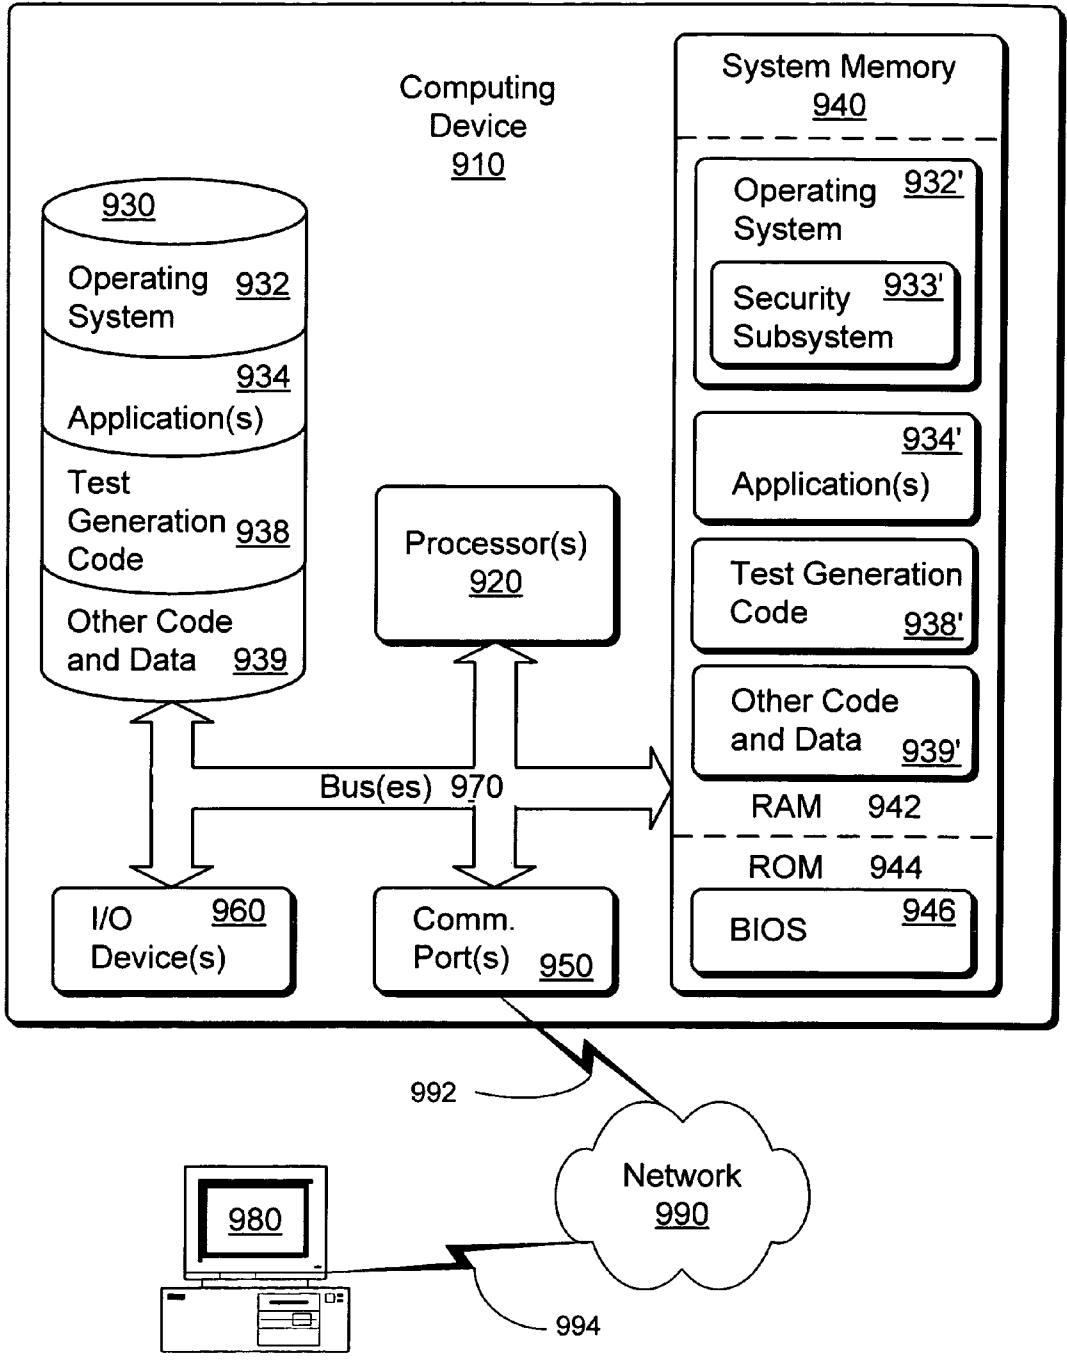 Computing
Device
910
930
Operating
System
932
934
Application(s)
Test
Generation
Code
938
Other Code
and Data
939
Processor(s)
920
Bus(es) 970
I/O
Device(s)
960
Comm.
Port(s)
950
System Memory
940
Operating
System
932'
Security
Subsystem
933'
934'
Application(s)
Test Generation
Code
938'
Other Code
and Data
939'
RAM 942
ROM 944
BIOS
946
992
Network
990
980
994